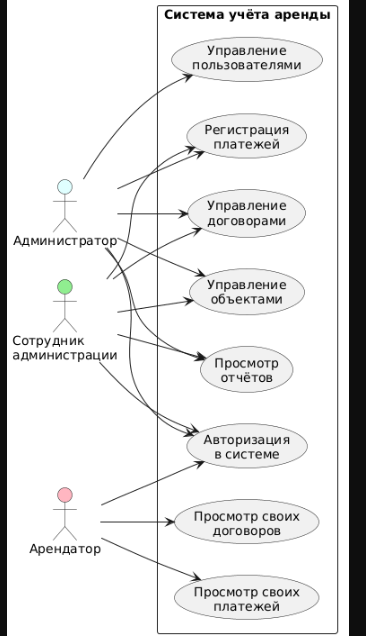 Система учёта аренды
Управление
пользователями
Регистрация
платежей
Администратор
Управление
договорами
Управление
объектами
Сотрудник
администрации
Просмотр
отчётов
Авторизация
в системе
Арендатор
Просмотр своих
договоров
Просмотр своих
платежей